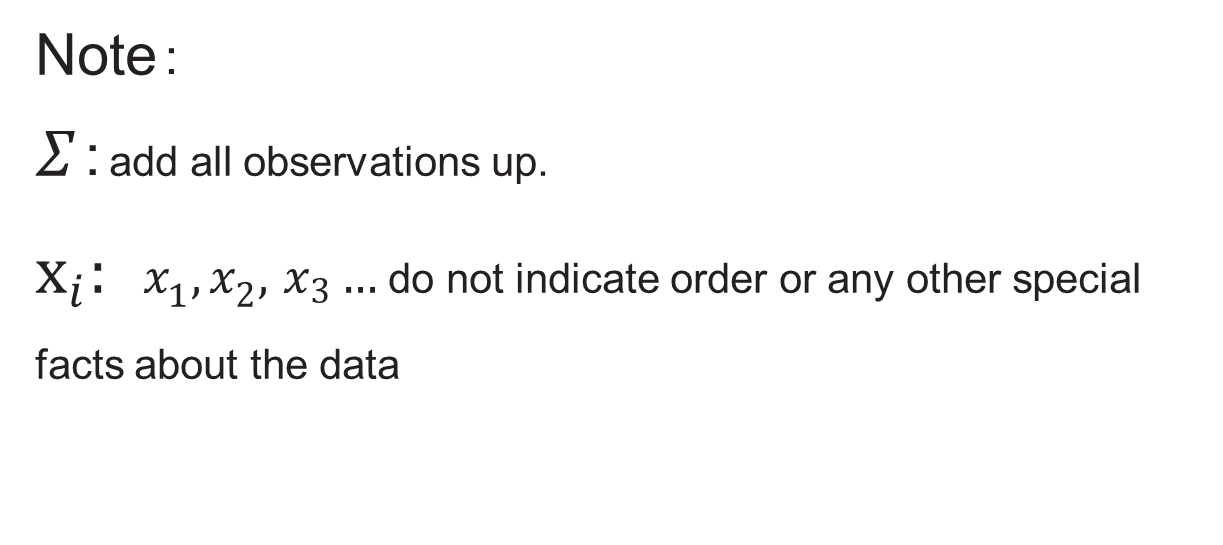 Note:
Σ: add all observations up.
xᵢ: x₁, x₂, x₃ ... do not indicate order or any other special
facts about the data